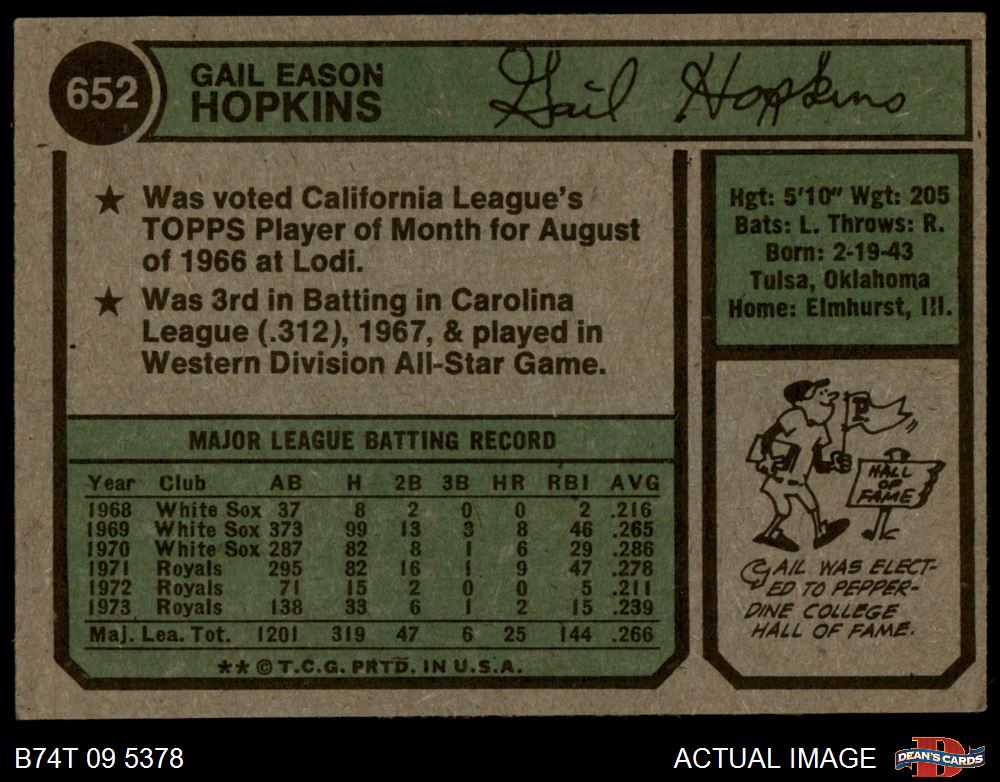 652
GAIL EASON
HOPKINS
Gail Hopkins
★ Was voted California League's
TOPPS Player of Month for August
of 1966 at Lodi.
★ Was 3rd in Batting in Carolina
League (.312), 1967, & played in
Western Division All-Star Game.
Hgt: 5'10" Wgt: 205
Bats: L. Throws: R.
Born: 2-19-43
Tulsa, Oklahoma
Home: Elmhurst, Ill.
MAJOR LEAGUE BATTING RECORD
Year Club AB H 2B 3B HR RBI AVG
1968 White Sox 37 8 2 0 0 2 .216
1969 White Sox 373 99 13 3 8 46 .265
1970 White Sox 287 82 8 1 6 29 .286
1971 Royals 295 82 16 1 9 47 .278
1972 Royals 71 15 2 0 0 5 .211
1973 Royals 138 33 6 1 2 15 .239
Maj. Lea. Tot. 1201 319 47 6 25 144 .266
** © T.C.G. PRTD. IN U.S.A.
P
HALL
OF
FAME
GAIL WAS ELECT-
ED TO PEPPER-
DINE COLLEGE
HALL OF FAME.
B74T 09 5378
ACTUAL IMAGE
D
DEAN'S CARDS